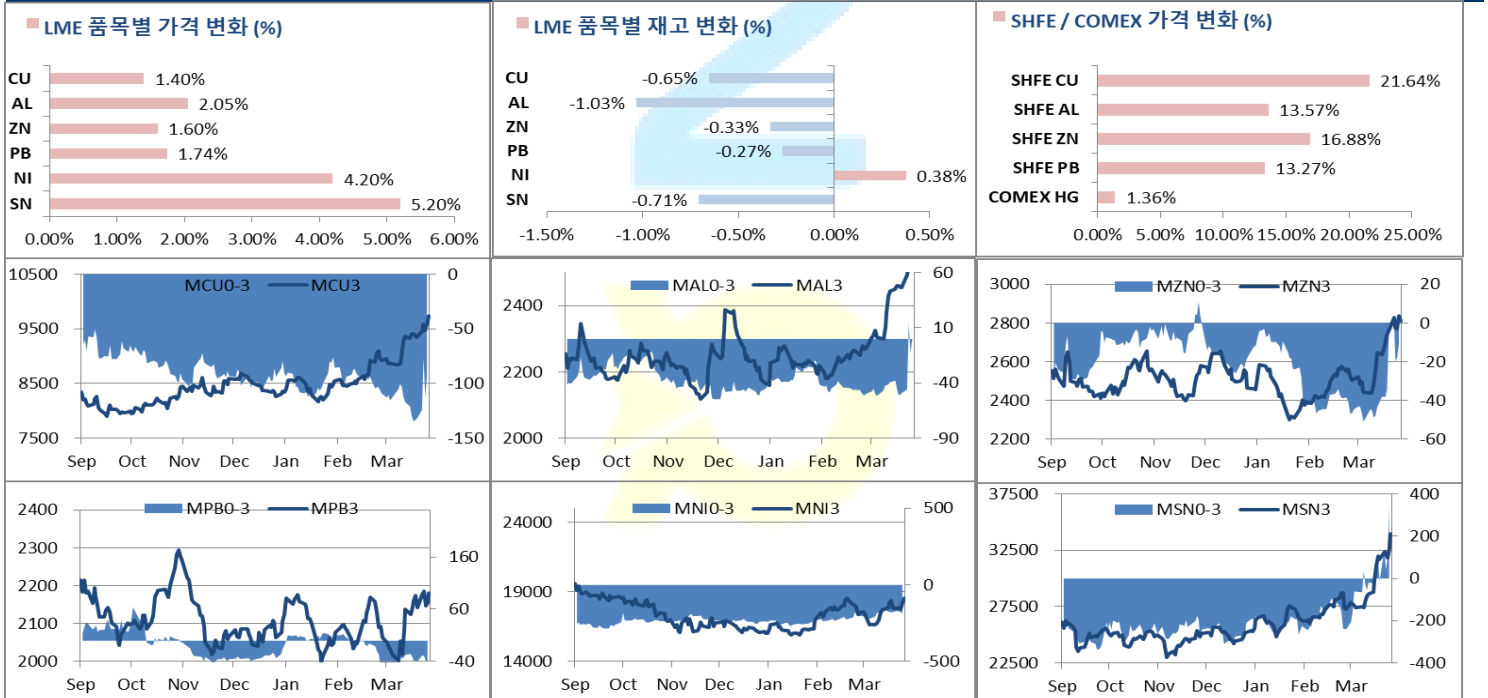 LME 품목별 가격 변화 (%)
CU 1.40%
AL 2.05%
ZN 1.60%
PB 1.74%
NI 4.20%
SN 5.20%
0.00% 1.00% 2.00% 3.00% 4.00% 5.00% 6.00%
LME 품목별 재고 변화 (%)
CU -0.65%
AL -1.03%
ZN -0.33%
PB -0.27%
NI 0.38%
SN -0.71%
-1.50% -1.00% -0.50% 0.00% 0.50%
SHFE / COMEX 가격 변화 (%)
SHFE CU 21.64%
SHFE AL 13.57%
SHFE ZN 16.88%
SHFE PB 13.27%
COMEX HG 1.36%
0.00% 5.00% 10.00% 15.00% 20.00% 25.00%
MCU0-3 MCU3
10500 0
9500 -50
8500 -100
7500 -150
Sep Oct Nov Dec Jan Feb Mar
MAL0-3 MAL3
60
2400 10
2200 -40
2000 -90
Sep Oct Nov Dec Jan Feb Mar
MZN0-3 MZN3
3000 20
2800 0
2600 -20
2400 -40
2200 -60
Sep Oct Nov Dec Jan Feb Mar
MPB0-3 MPB3
2400
2300 160
2200 60
2100
2000 -40
Sep Oct Nov Dec Jan Feb Mar
MNI0-3 MNI3
24000 500
19000 0
14000 -500
Sep Oct Nov Dec Jan Feb Mar
MSN0-3 MSN3
37500 400
32500 200
0
27500 -200
22500 -400
Sep Oct Nov Dec Jan Feb Mar